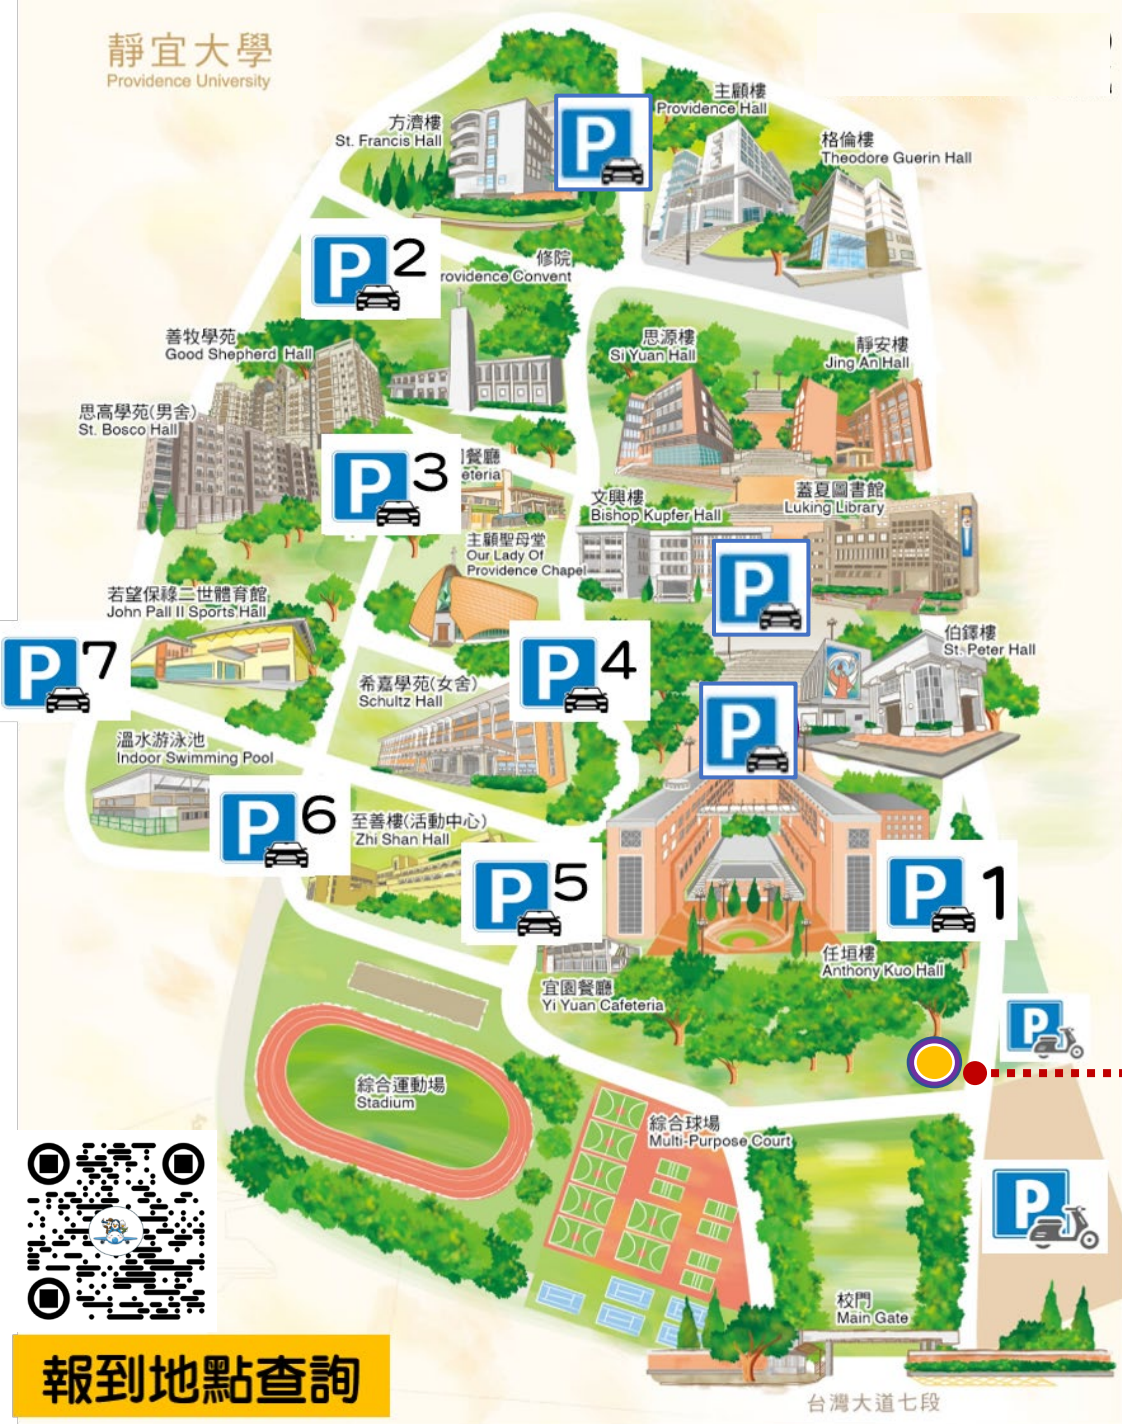 靜宜大學
Providence University
主顧樓
Providence Hall
方濟樓
St. Francis Hall
P
格倫樓
Theodore Guerin Hall
P 2
修院
rovidence Convent
善牧學苑
Good Shepherd Hall
思源樓
Si Yuan Hall
靜安樓
Jing An Hall
思高學苑(男舍)
St. Bosco Hall
P 3
餐廳
eteria
文興樓
Bishop Kupfer Hall
蓋夏圖書館
Luking Library
主顧聖母堂
Our Lady Of
Providence Chapel
P
若望保祿二世體育館
John Pall II Sports Hall
伯鐸樓
St. Peter Hall
P 7
P 4
希嘉學苑(女舍)
Schultz Hall
P
溫水游泳池
Indoor Swimming Pool
P 6
至善樓(活動中心)
Zhi Shan Hall
P 5
P 1
任垣樓
Anthony Kuo Hall
宜園餐廳
Yi Yuan Cafeteria
P
綜合運動場
Stadium
綜合球場
Multi-Purpose Court
P
校門
Main Gate
報到地點查詢
台灣大道七段